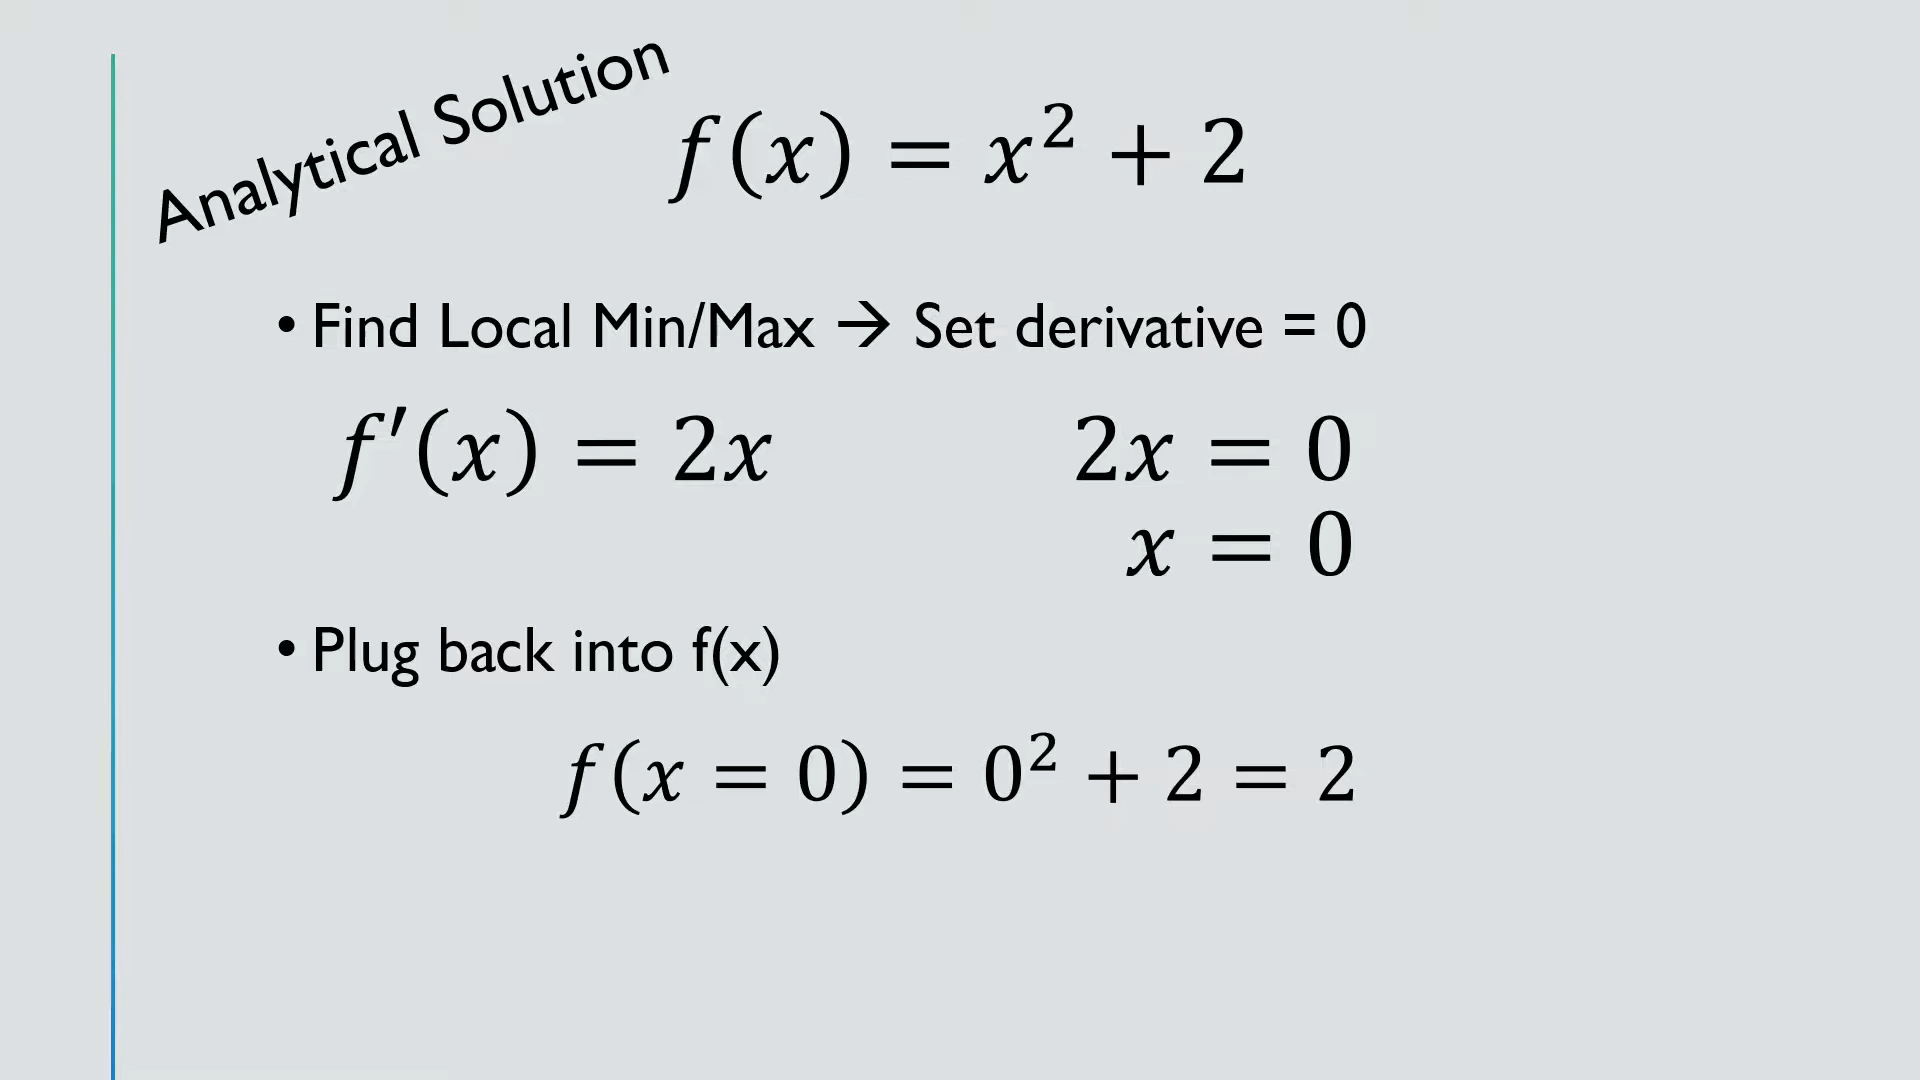 Analytical Solution
f(x) = x² + 2
• Find Local Min/Max → Set derivative = 0
f′(x) = 2x
2x = 0
x = 0
• Plug back into f(x)
f(x = 0) = 0² + 2 = 2